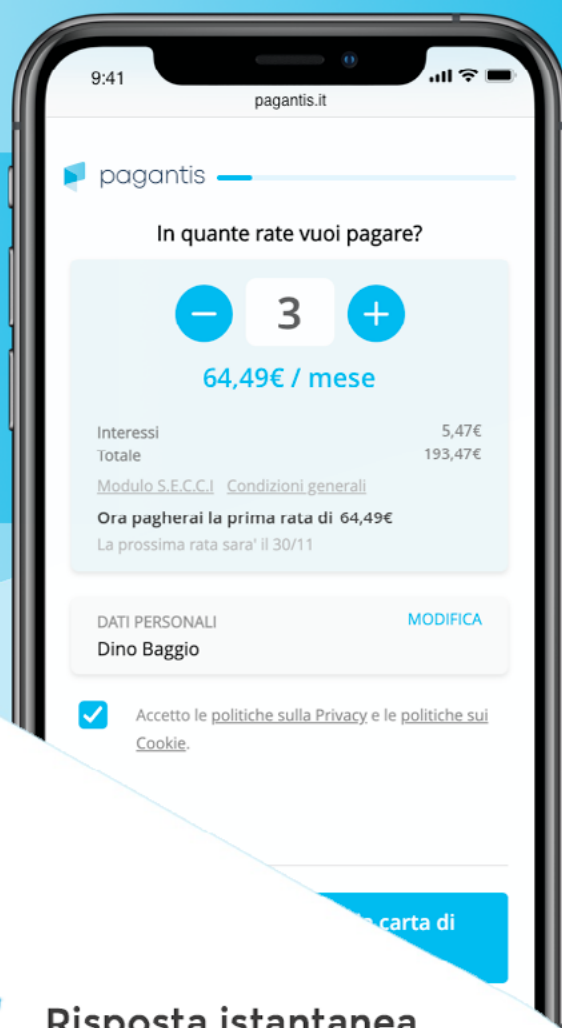 9:41
pagantis.it
pagantis
In quante rate vuoi pagare?
− 3 +
64,49€ / mese
Interessi 5,47€
Totale 193,47€
Modulo S.E.C.C.I Condizioni generali
Ora pagherai la prima rata di 64,49€
La prossima rata sara' il 30/11
DATI PERSONALI MODIFICA
Dino Baggio
Accetto le politiche sulla Privacy e le politiche sui
Cookie.
carta di
Risposta istantanea